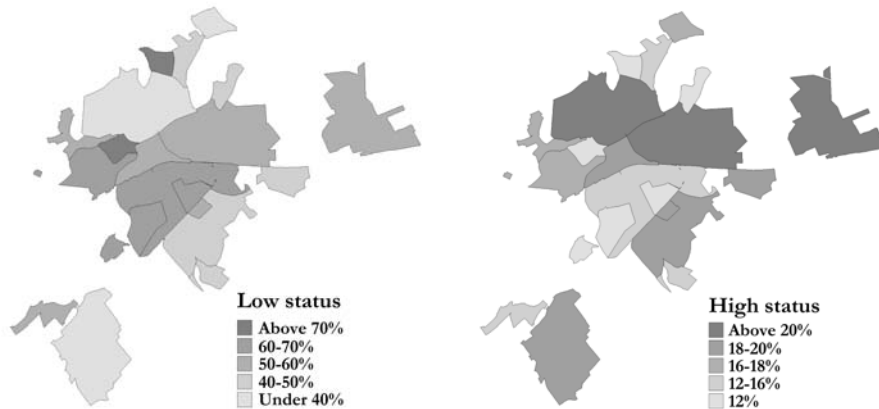 Low status
Above 70%
60-70%
50-60%
40-50%
Under 40%
High status
Above 20%
18-20%
16-18%
12-16%
12%